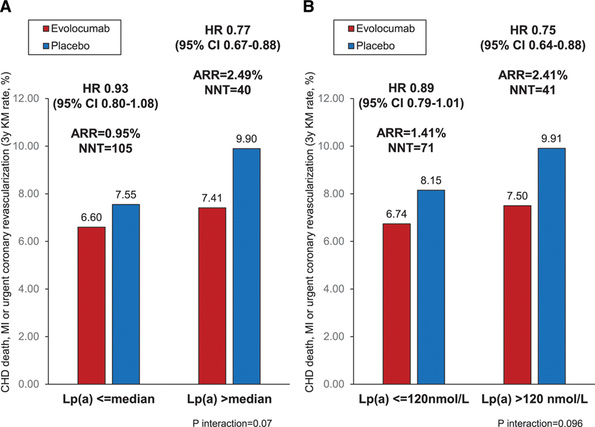 A
Evolocumab
Placebo
HR 0.77
(95% CI 0.67-0.88)
ARR=2.49%
NNT=40
HR 0.93
(95% CI 0.80-1.08)
ARR=0.95%
NNT=105
CHD death, MI or urgent coronary revascularization (3y KM rate, %)
12.00
10.00
8.00
6.00
4.00
2.00
0.00
6.60
7.55
7.41
9.90
Lp(a) <=median
Lp(a) >median
P interaction=0.07
B
Evolocumab
Placebo
HR 0.75
(95% CI 0.64-0.88)
ARR=2.41%
NNT=41
HR 0.89
(95% CI 0.79-1.01)
ARR=1.41%
NNT=71
CHD death, MI or urgent coronary revascularization (3y KM rate, %)
12.00
10.00
8.00
6.00
4.00
2.00
0.00
6.74
8.15
7.50
9.91
Lp(a) <=120nmol/L
Lp(a) >120 nmol/L
P interaction=0.096